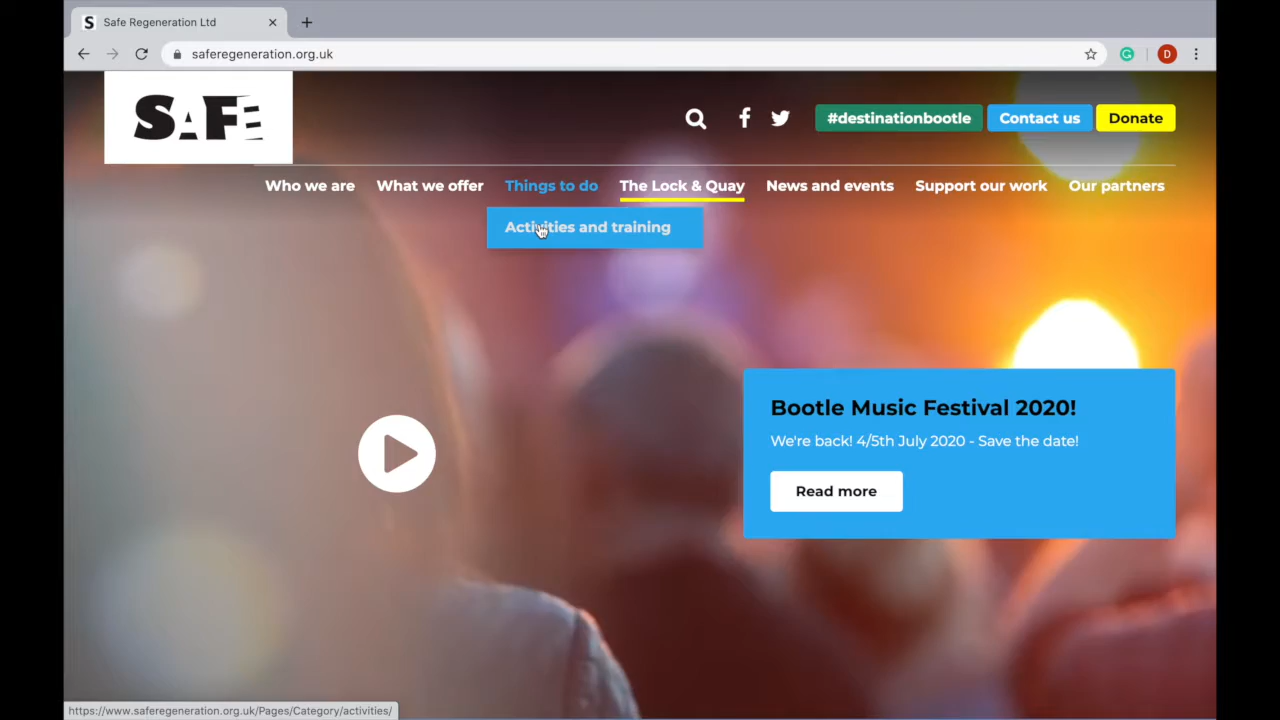 S Safe Regeneration Ltd
saferegeneration.org.uk
D
SAFE
#destinationbootle
Contact us
Donate
Who we are
What we offer
Things to do
The Lock & Quay
News and events
Support our work
Our partners
Activities and training
Bootle Music Festival 2020!
We're back! 4/5th July 2020 - Save the date!
Read more
https://www.saferegeneration.org.uk/Pages/Category/activities/